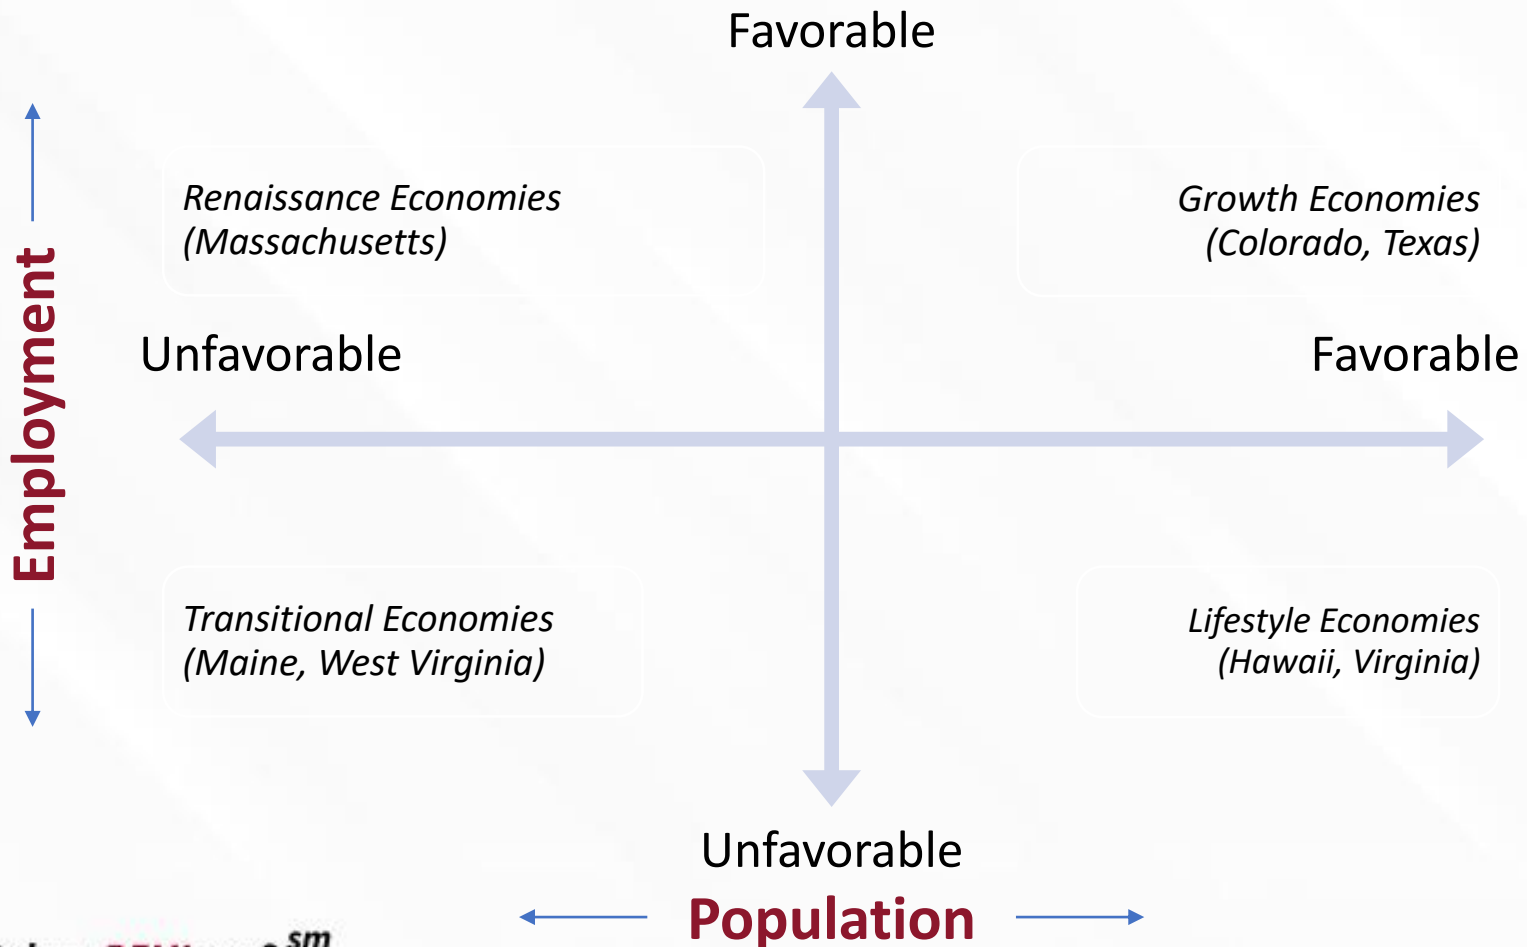 Favorable
Renaissance Economies
(Massachusetts)
Growth Economies
(Colorado, Texas)
Employment
Unfavorable
Favorable
Transitional Economies
(Maine, West Virginia)
Lifestyle Economies
(Hawaii, Virginia)
Unfavorable
Population
sm